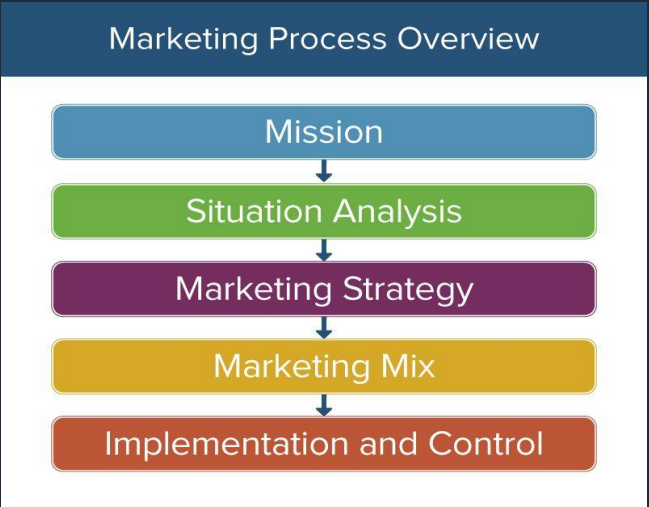 Marketing Process Overview
Mission
Situation Analysis
Marketing Strategy
Marketing Mix
Implementation and Control